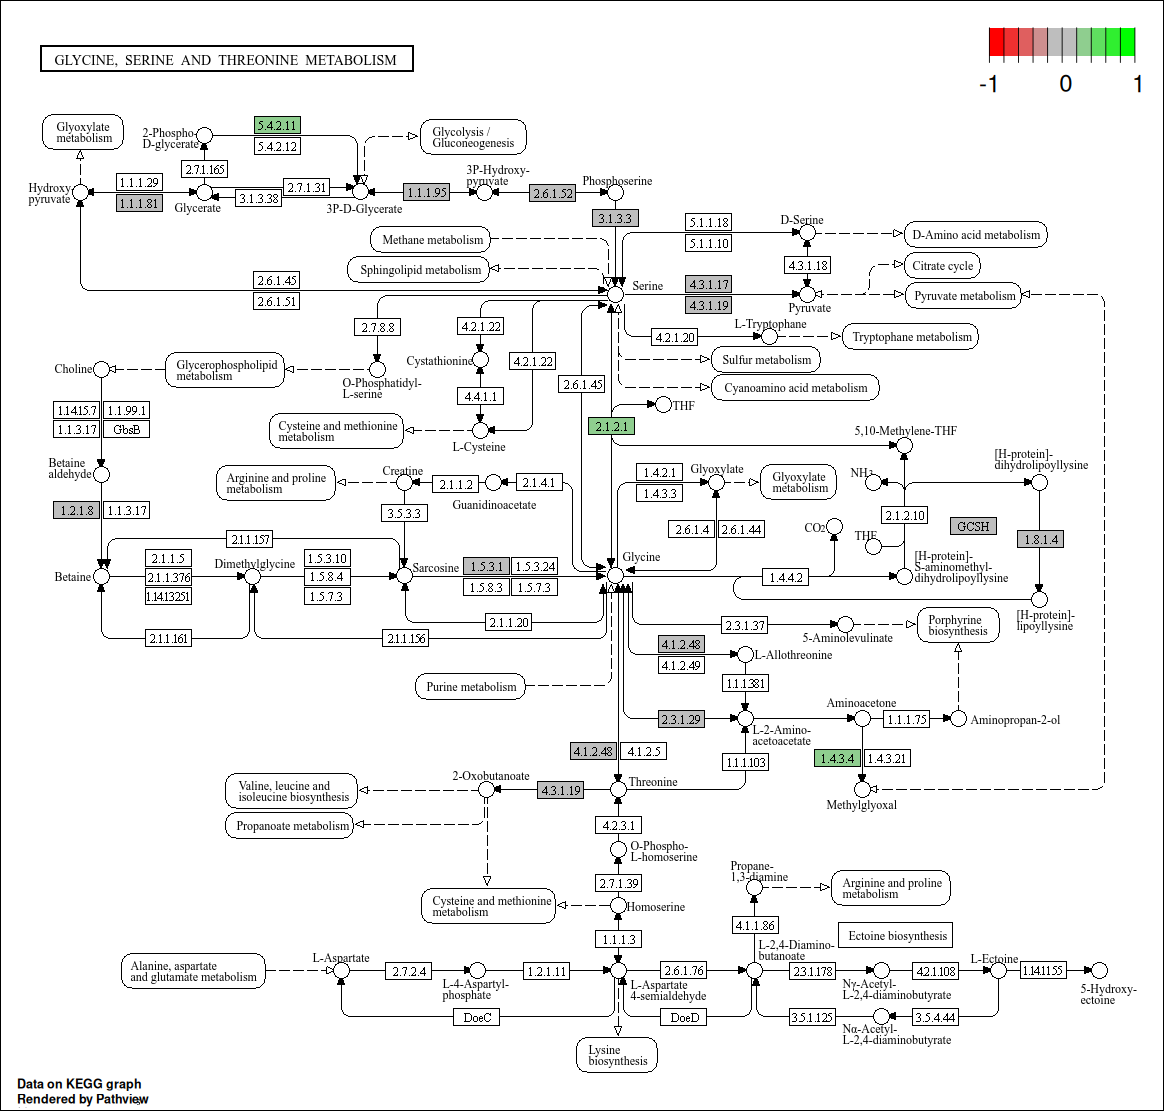 GLYCINE, SERINE AND THREONINE METABOLISM
-1 0 1
Glyoxylate
metabolism
2-Phospho-
D-glycerate
5.4.2.11
5.4.2.12
Glycolysis /
Gluconeogenesis
2.7.1.165
Hydroxy
pyruvate
1.1.1.29
1.1.1.81
Glycerate
2.7.1.31
3.1.3.38
3P-D-Glycerate
1.1.1.95
3P-Hydroxy-
pyruvate
2.6.1.52
Phosphoserine
3.1.3.3
Methane metabolism
Sphingolipid metabolism
5.1.1.18
5.1.1.10
D-Serine
D-Amino acid metabolism
4.3.1.18
Citrate cycle
2.6.1.45
2.6.1.51
Serine
4.3.1.17
4.3.1.19
Pyruvate
Pyruvate metabolism
2.7.8.8
4.2.1.22
4.2.1.20
L-Tryptophane
Tryptophane metabolism
Choline
Glycerophospholipid
metabolism
O-Phosphatidyl-
L-serine
Cystathionine
4.2.1.22
2.6.1.45
Sulfur metabolism
Cyanoamino acid metabolism
4.4.1.1
1.14.15.7
1.1.99.1
1.1.3.17
GbsB
Cysteine and methionine
metabolism
L-Cysteine
THF
2.1.2.1
5,10-Methylene-THF
Betaine
aldehyde
Arginine and proline
metabolism
Creatine
2.1.1.2
Guanidinoacetate
2.1.4.1
1.4.2.1
1.4.3.3
Glyoxylate
Glyoxylate
metabolism
NH3
[H-protein]-
dihydrolipoyllysine
1.2.1.8
1.1.3.17
3.5.3.3
2.6.1.4
2.6.1.44
CO2
2.1.2.10
THF
GCSH
1.8.1.4
2.1.1.157
2.1.1.5
2.1.1.376
1.14.13.251
Betaine
Dimethylglycine
1.5.3.10
1.5.8.4
1.5.7.3
Sarcosine
1.5.3.1
1.5.3.24
1.5.8.3
1.5.7.3
Glycine
1.4.4.2
[H-protein]-
S-aminomethyl-
dihydrolipoyllysine
[H-protein]-
lipoyllysine
2.1.1.161
2.1.1.156
2.1.1.20
2.3.1.37
5-Aminolevulinate
Porphyrine
biosynthesis
4.1.2.48
4.1.2.49
L-Allothreonine
1.1.1.381
Purine metabolism
2.3.1.29
L-2-Amino-
acetoacetate
Aminoacetone
1.1.1.75
Aminopropan-2-ol
4.1.2.48
4.1.2.5
1.1.1.103
1.4.3.4
1.4.3.21
Methylglyoxal
Valine, leucine and
isoleucine biosynthesis
2-Oxobutanoate
4.3.1.19
Threonine
Propanoate metabolism
4.2.3.1
O-Phospho-
L-homoserine
2.7.1.39
Cysteine and methionine
metabolism
Homoserine
Propane-
1,3-diamine
Arginine and proline
metabolism
4.1.1.86
Ectoine biosynthesis
1.1.1.3
Alanine, aspartate
and glutamate metabolism
L-Aspartate
2.7.2.4
L-4-Aspartyl-
phosphate
1.2.1.11
L-Aspartate
4-semialdehyde
2.6.1.76
L-2,4-Diamino-
butanoate
2.3.1.178
Nγ-Acetyl-
L-2,4-diaminobutyrate
4.2.1.108
L-Ectoine
1.14.11.55
5-Hydroxy-
ectoine
DoeC
DoeD
3.5.1.125
Nα-Acetyl-
L-2,4-diaminobutyrate
3.5.4.44
Lysine
biosynthesis
Data on KEGG graph
Rendered by Pathview